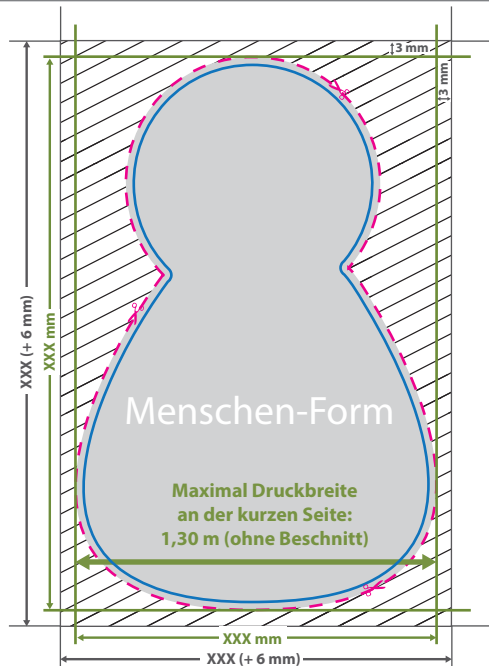 3 mm
3 mm
XXX (+ 6 mm)
XXX mm
Menschen-Form
Maximal Druckbreite
an der kurzen Seite:
1,30 m (ohne Beschnitt)
XXX mm
XXX (+ 6 mm)